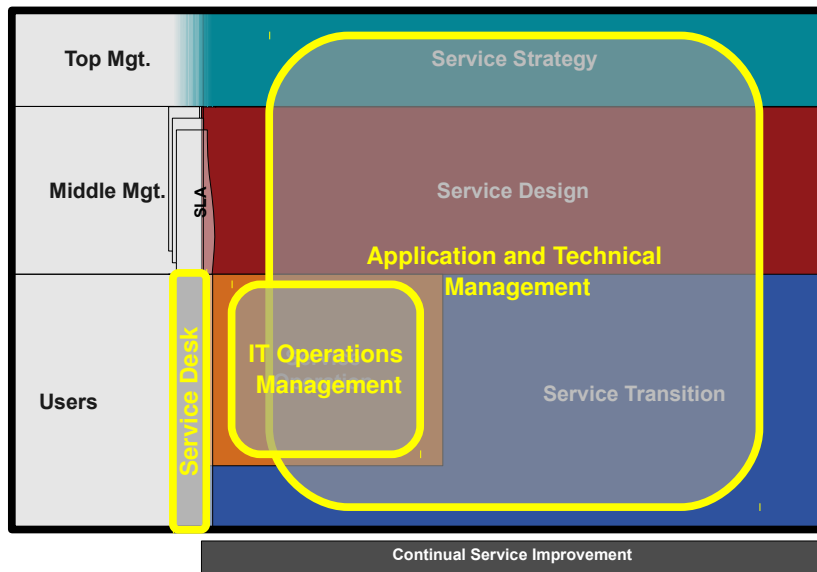 Top Mgt.
Service Strategy
Middle Mgt.
SLA
Service Design
Application and Technical
Management
Service Desk
IT Operations
Management
Users
Service Transition
Continual Service Improvement